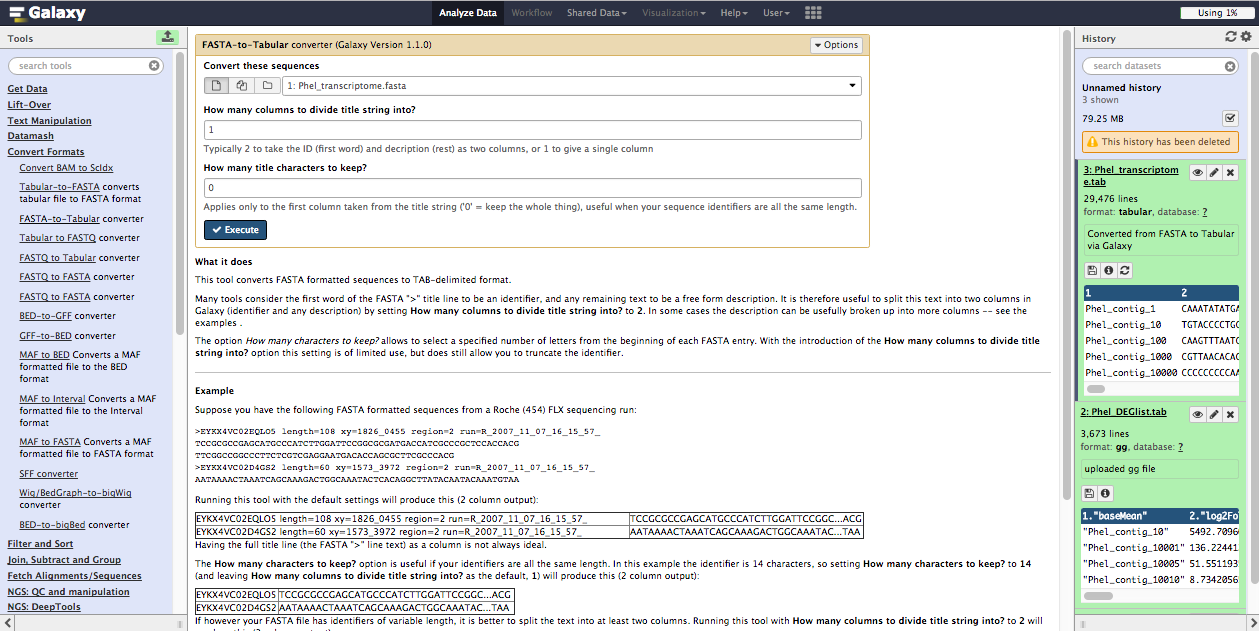 Galaxy
Analyze Data Workflow Shared Data Visualization Help User Using 1%
Tools
search tools
Get Data
Lift-Over
Text Manipulation
Datamash
Convert Formats
Convert BAM to ScIdx
Tabular-to-FASTA converts
tabular file to FASTA format
FASTA-to-Tabular converter
Tabular to FASTQ converter
FASTQ to Tabular converter
FASTQ to FASTA converter
FASTQ to FASTA converter
BED-to-GFF converter
GFF-to-BED converter
MAF to BED Converts a MAF
formatted file to the BED
format
MAF to Interval Converts a MAF
formatted file to the Interval
format
MAF to FASTA Converts a MAF
formatted file to FASTA format
SFF converter
Wig/BedGraph-to-bigWig
converter
BED-to-bigBed converter
Filter and Sort
Join, Subtract and Group
Fetch Alignments/Sequences
NGS: QC and manipulation
NGS: DeepTools
FASTA-to-Tabular converter (Galaxy Version 1.1.0)
Options
Convert these sequences
1: Phel_transcriptome.fasta
How many columns to divide title string into?
1
Typically 2 to take the ID (first word) and decription (rest) as two columns, or 1 to give a single column
How many title characters to keep?
0
Applies only to the first column taken from the title string ('0' = keep the whole thing), useful when your sequence identifiers are all the same length.
Execute
What it does
This tool converts FASTA formatted sequences to TAB-delimited format.
Many tools consider the first word of the FASTA ">" title line to be an identifier, and any remaining text to be a free form description. It is therefore useful to split this text into two columns in
Galaxy (identifier and any description) by setting How many columns to divide title string into? to 2. In some cases the description can be usefully broken up into more columns -- see the
examples .
The option How many characters to keep? allows to select a specified number of letters from the beginning of each FASTA entry. With the introduction of the How many columns to divide title
string into? option this setting is of limited use, but does still allow you to truncate the identifier.
Example
Suppose you have the following FASTA formatted sequences from a Roche (454) FLX sequencing run:
>EYKX4VC02EQLO5 length=108 xy=1826_0455 region=2 run=R_2007_11_07_16_15_57_
TCCGCGCCGAGCATGCCCATCTTGGATTCCGGCGCGATGACCATCGCCCGCTCCACCACG
TTCGGCCGGCCCTTCTCGTCGAGGAATGACACCAGCGCTTCGCCCACG
>EYKX4VC02D4GS2 length=60 xy=1573_3972 region=2 run=R_2007_11_07_16_15_57_
AATAAAACTAAATCAGCAAAGACTGGCAAATACTCACAGGCTTATACAATACAAATGTAA
Running this tool with the default settings will produce this (2 column output):
EYKX4VC02EQLO5 length=108 xy=1826_0455 region=2 run=R_2007_11_07_16_15_57_ TCCGCGCCGAGCATGCCCATCTTGGATTCCGGC...ACG
EYKX4VC02D4GS2 length=60 xy=1573_3972 region=2 run=R_2007_11_07_16_15_57_ AATAAAACTAAATCAGCAAAGACTGGCAAATAC...TAA
Having the full title line (the FASTA ">" line text) as a column is not always ideal.
The How many characters to keep? option is useful if your identifiers are all the same length. In this example the identifier is 14 characters, so setting How many characters to keep? to 14
(and leaving How many columns to divide title string into? as the default, 1) will produce this (2 column output):
EYKX4VC02EQLO5 TCCGCGCCGAGCATGCCCATCTTGGATTCCGGC...ACG
EYKX4VC02D4GS2 AATAAAACTAAATCAGCAAAGACTGGCAAATAC...TAA
If however your FASTA file has identifiers of variable length, it is better to split the text into at least two columns. Running this tool with How many columns to divide title string into? to 2 will
History
search datasets
Unnamed history
3 shown
79.25 MB
This history has been deleted
3: Phel_transcriptom
e.tab
29,476 lines
format: tabular, database: ?
Converted from FASTA to Tabular
via Galaxy
1 2
Phel_contig_1 CAAATATATGA
Phel_contig_10 TGTACCCCTGC
Phel_contig_100 CAAGTTTAATC
Phel_contig_1000 CGTTAACACAC
Phel_contig_10000 CCCCCCCCCAA
2: Phel_DEGlist.tab
3,673 lines
format: gg, database: ?
uploaded gg file
1."baseMean" 2."log2Fo
"Phel_contig_10" 5492.7096
"Phel_contig_10001" 136.22441
"Phel_contig_10005" 51.551193
"Phel_contig_10010" 8.7342056